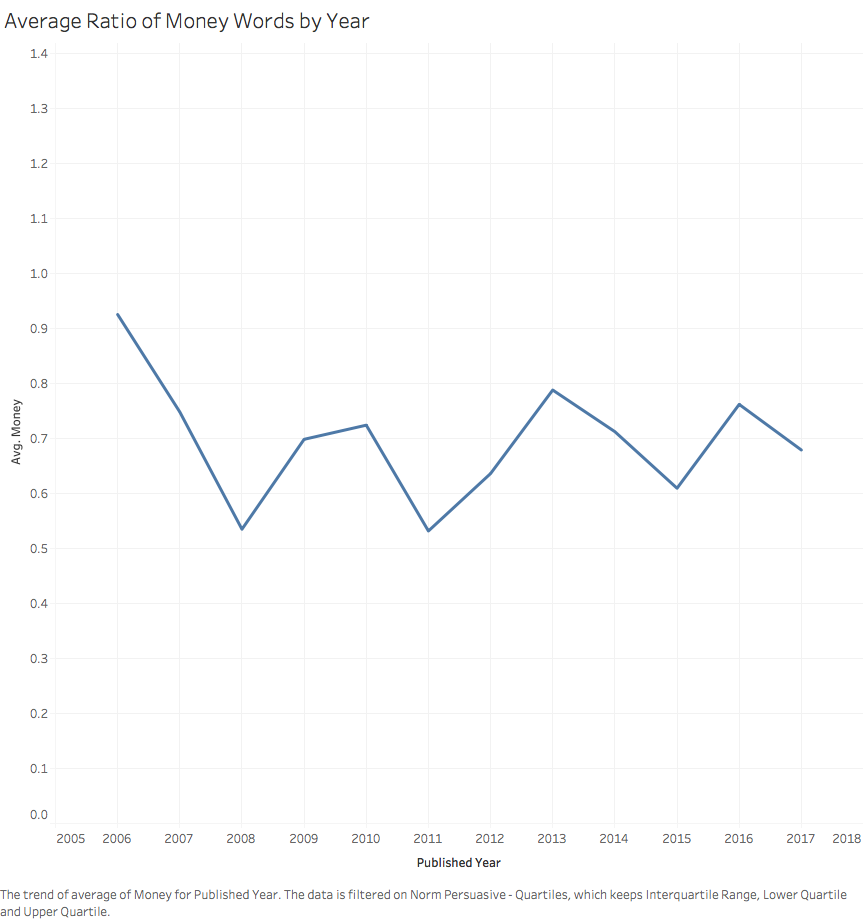 Average Ratio of Money Words by Year
1.4
1.3
1.2
1.1
1.0
0.9
0.8
0.7
0.6
0.5
0.4
0.3
0.2
0.1
0.0
Avg. Money
2005 2006 2007 2008 2009 2010 2011 2012 2013 2014 2015 2016 2017 2018
Published Year
The trend of average of Money for Published Year. The data is filtered on Norm Persuasive - Quartiles, which keeps Interquartile Range, Lower Quartile
and Upper Quartile.